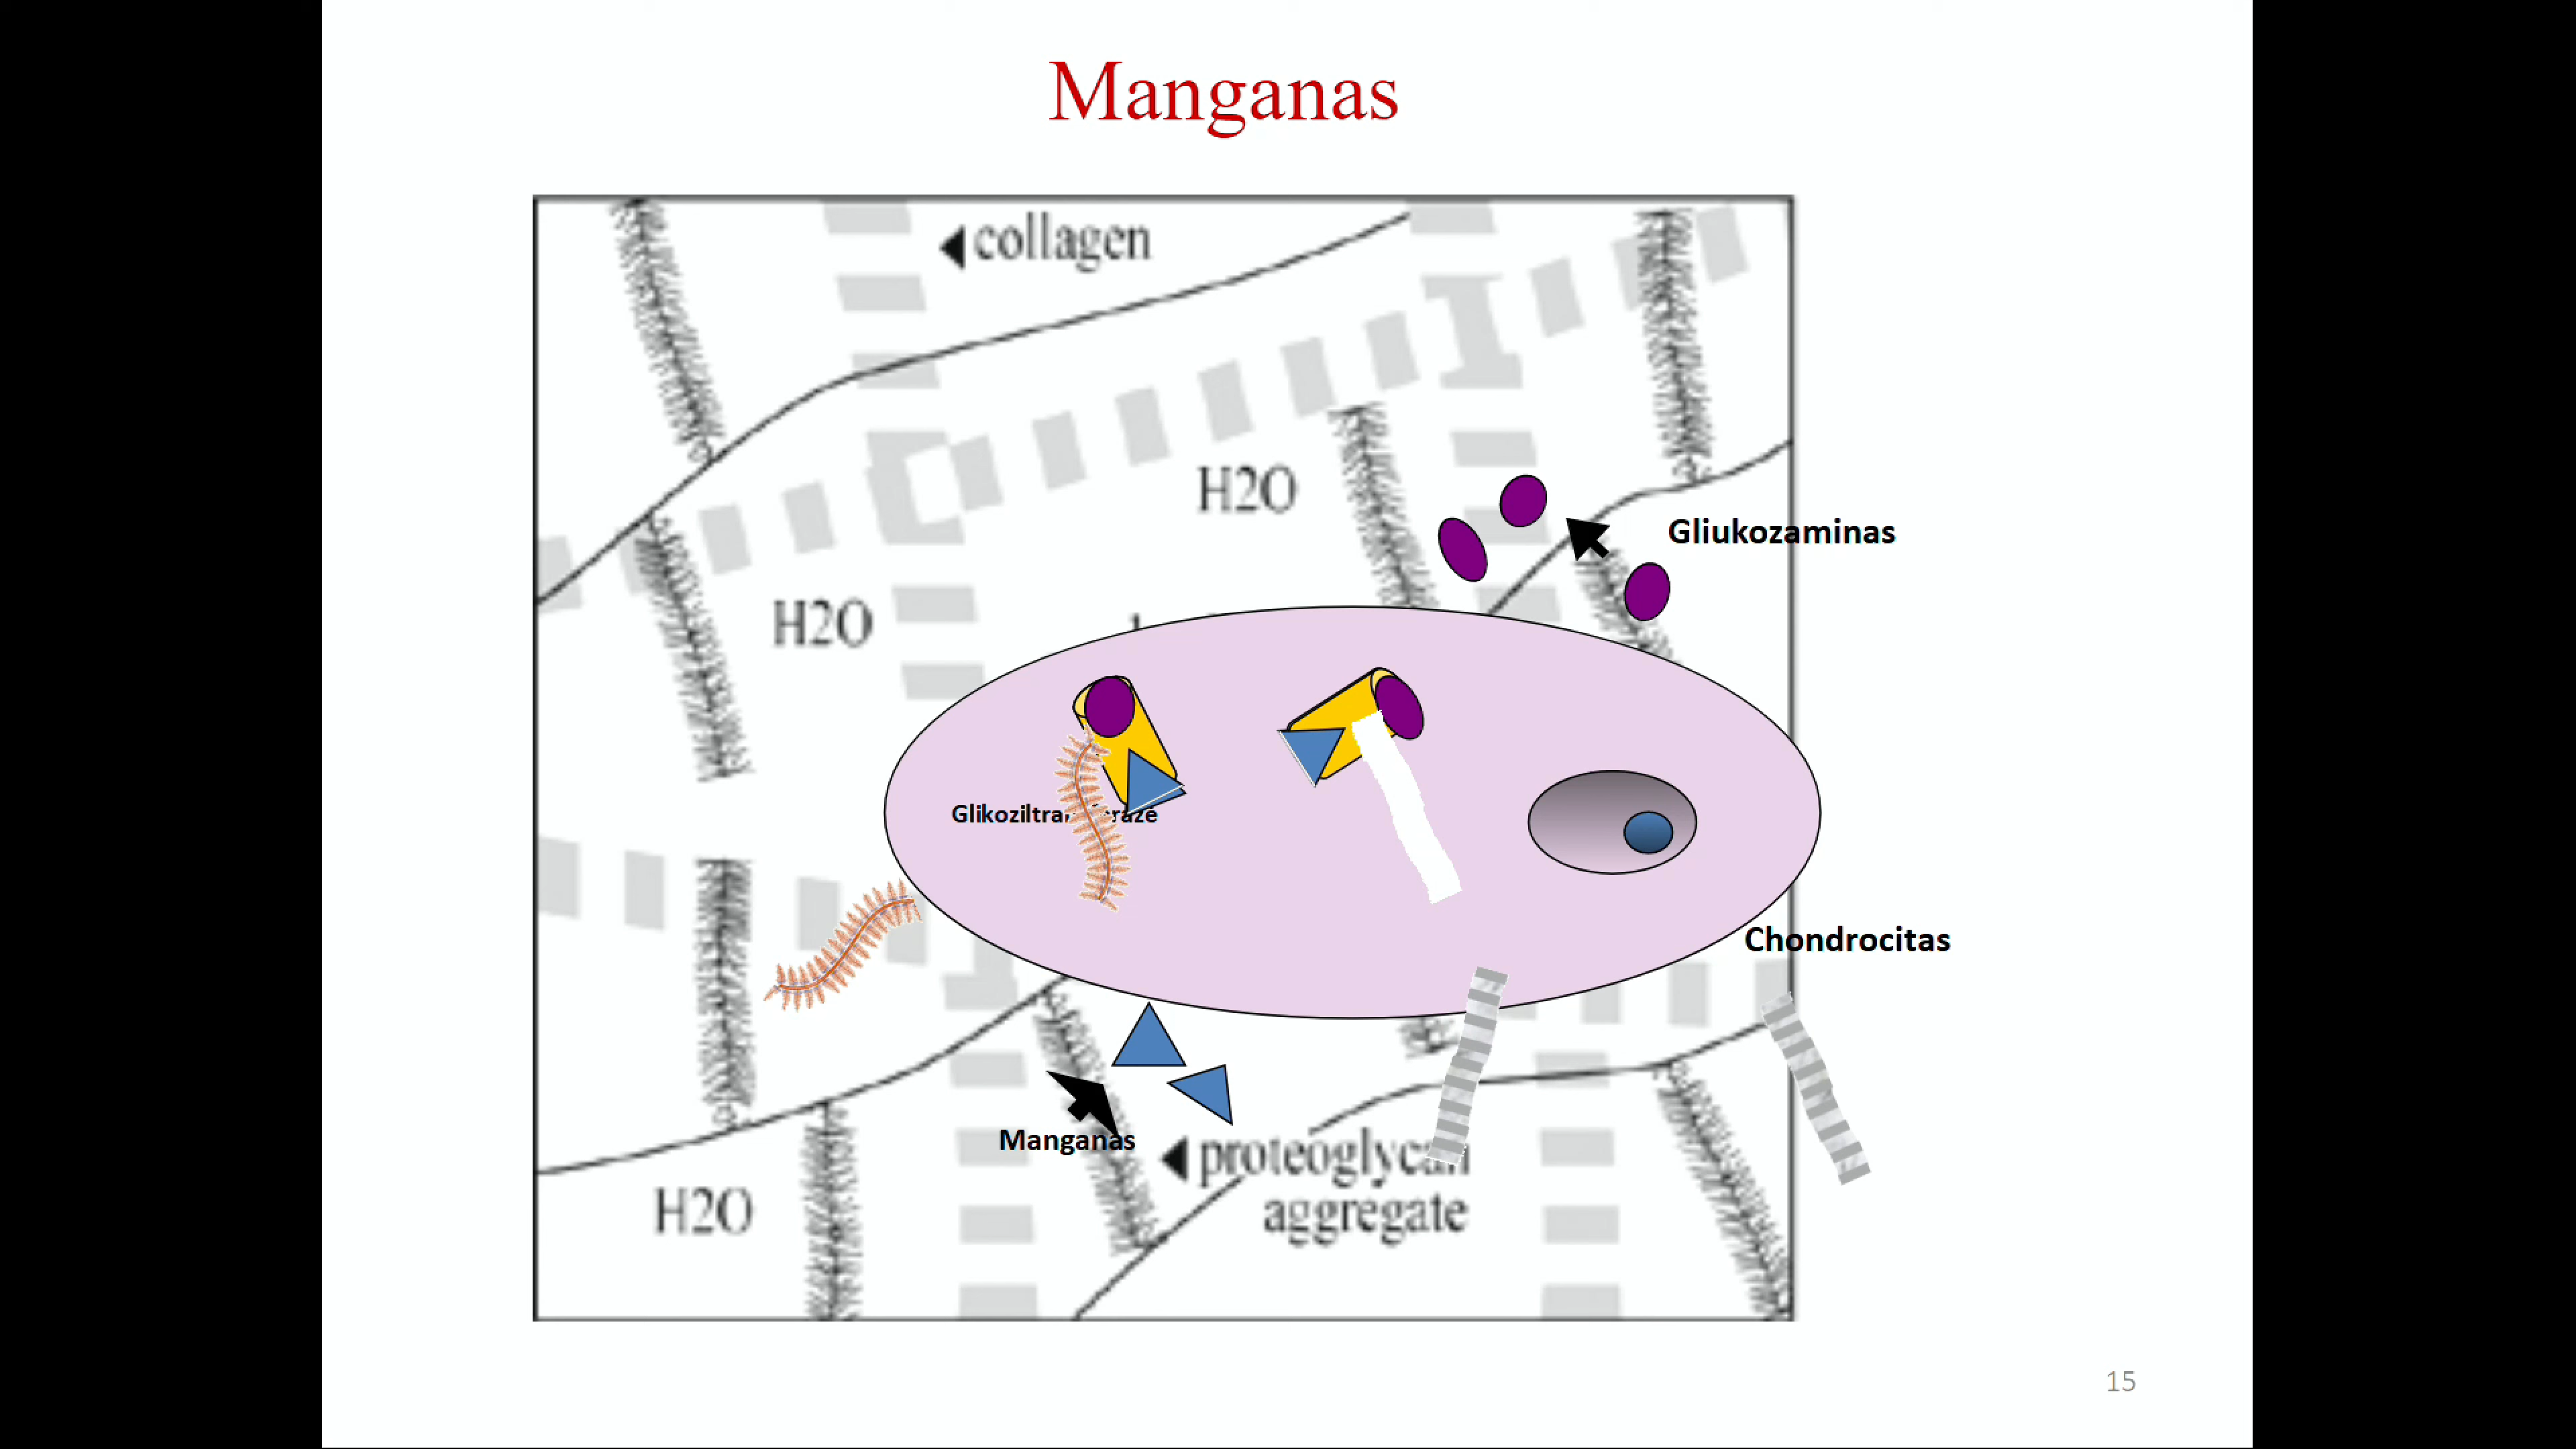 Manganas
collagen
H2O
Gliukozaminas
H2O
Chondrocitas
Manganas
proteoglycan
aggregate
H2O
15